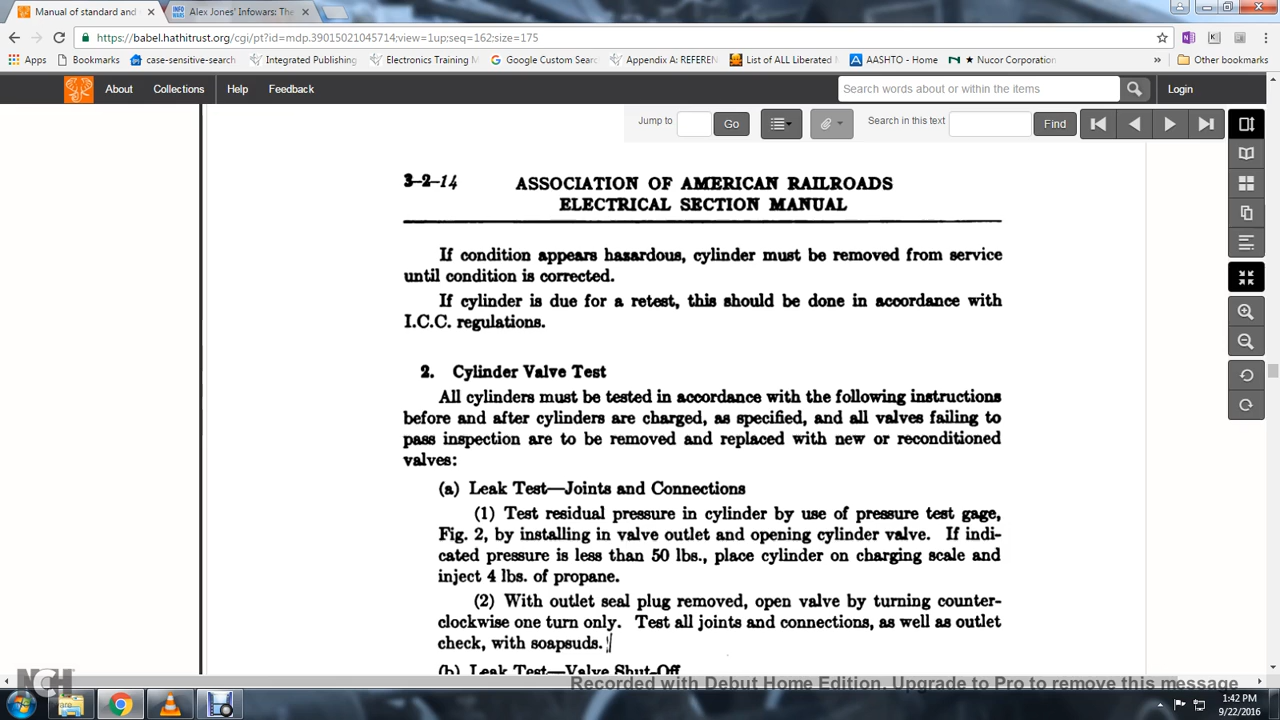 Manual of standard and
Alex Jones' Infowars: The
https://babel.hathitrust.org/cgi/pt?id=mdp.39015021045714;view=1up;seq=162;size=175
Apps Bookmarks case-sensitive-search Integrated Publishing Electronics Training M Google Custom Sear Appendix A: REFEREN List of ALL Liberated AASHTO - Home ★ Nucor Corporation » Other bookmarks
About Collections Help Feedback Search words about or within the items Login
Jump to Go Search in this text Find
3-2-14 ASSOCIATION OF AMERICAN RAILROADS
ELECTRICAL SECTION MANUAL
If condition appears hazardous, cylinder must be removed from service
until condition is corrected.
If cylinder is due for a retest, this should be done in accordance with
I.C.C. regulations.
2. Cylinder Valve Test
All cylinders must be tested in accordance with the following instructions
before and after cylinders are charged, as specified, and all valves failing to
pass inspection are to be removed and replaced with new or reconditioned
valves:
(a) Leak Test—Joints and Connections
(1) Test residual pressure in cylinder by use of pressure test gage,
Fig. 2, by installing in valve outlet and opening cylinder valve. If indi-
cated pressure is less than 50 lbs., place cylinder on charging scale and
inject 4 lbs. of propane.
(2) With outlet seal plug removed, open valve by turning counter-
clockwise one turn only. Test all joints and connections, as well as outlet
check, with soapsuds.
(b) Leak Test—Valve Shut-Off
NCH
Recorded with Debut Home Edition. Upgrade to Pro to remove this message
1:42 PM
9/22/2016